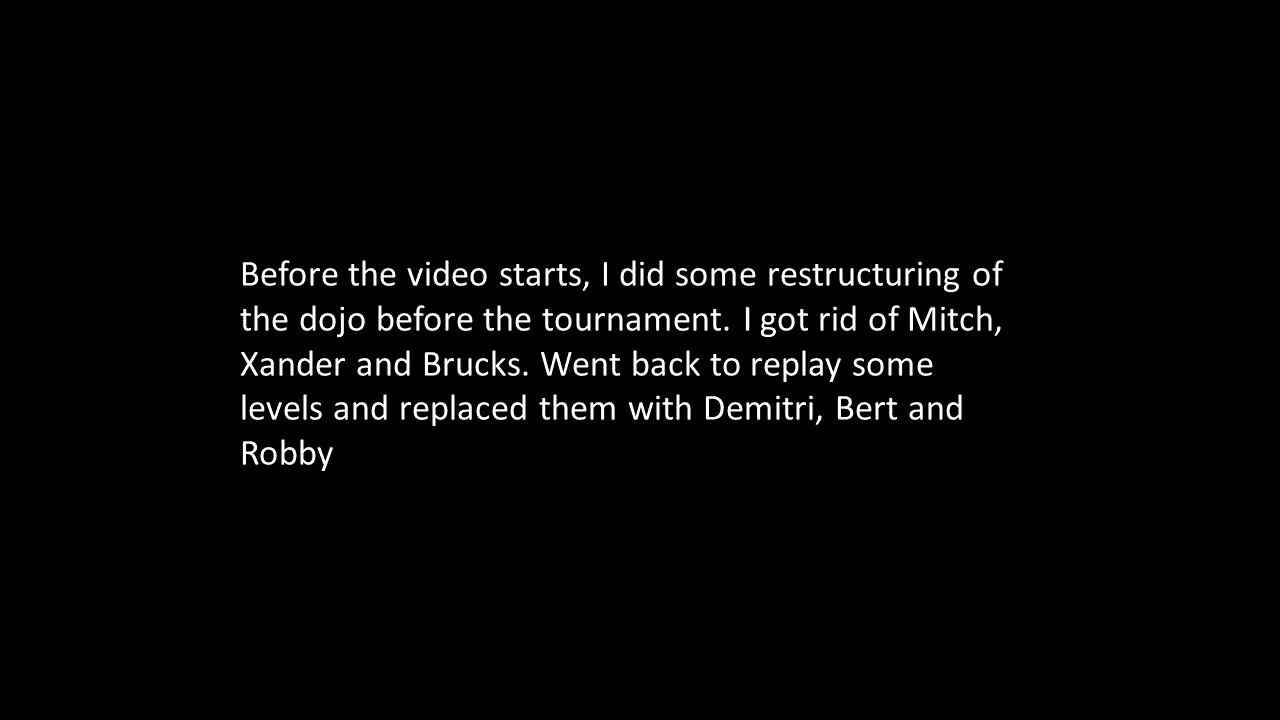 Before the video starts, I did some restructuring of
the dojo before the tournament. I got rid of Mitch,
Xander and Brucks. Went back to replay some
levels and replaced them with Demitri, Bert and
Robby